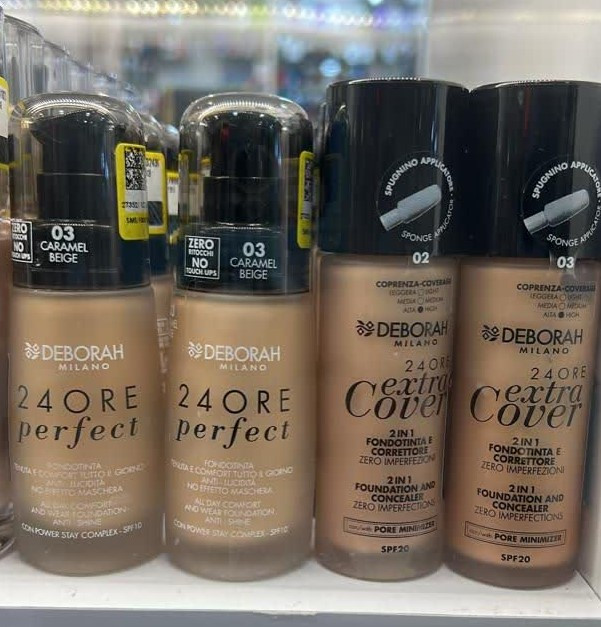 03
CARAMEL
BEIGE
DEBORAH
MILANO
24ORE
perfect
FONDOTINTA
TENUTA E COMFORT TUTTO IL GIORNO
ANTI-LUCIDITÀ
NO EFFETTO MASCHERA
ALL DAY COMFORT
AND WEAR FOUNDATION
ANTI-SHINE
CON POWER STAY COMPLEX - SPF10
ZERO
RITOCCHI
NO
TOUCH UPS
03
CARAMEL
BEIGE
DEBORAH
MILANO
24ORE
perfect
FONDOTINTA
TENUTA E COMFORT TUTTO IL GIORNO
ANTI-LUCIDITÀ
NO EFFETTO MASCHERA
ALL DAY COMFORT
AND WEAR FOUNDATION
ANTI-SHINE
CON POWER STAY COMPLEX - SPF10
SPUGNINO APPLICATORE
SPONGE APPLICATOR
02
COPRENZA-COVERAGE
LEGGERA LIGHT
MEDIA MEDIUM
ALTA HIGH
DEBORAH
MILANO
24ORE
extra
Cover
2 IN 1
FONDOTINTA E
CORRETTORE
ZERO IMPERFEZIONI
2 IN 1
FOUNDATION AND
CONCEALER
ZERO IMPERFECTIONS
con/with PORE MINIMIZER
SPF20
SPUGNINO APPLICATORE
SPONGE APPLICATOR
03
COPRENZA-COVERAGE
LEGGERA LIGHT
MEDIA MEDIUM
ALTA HIGH
DEBORAH
MILANO
24ORE
extra
Cover
2 IN 1
FONDOTINTA E
CORRETTORE
ZERO IMPERFEZIONI
2 IN 1
FOUNDATION AND
CONCEALER
ZERO IMPERFECTIONS
con/with PORE MINIMIZER
SPF20